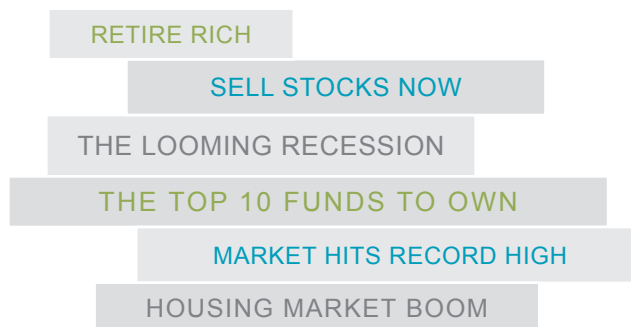 RETIRE RICH
SELL STOCKS NOW
THE LOOMING RECESSION
THE TOP 10 FUNDS TO OWN
MARKET HITS RECORD HIGH
HOUSING MARKET BOOM